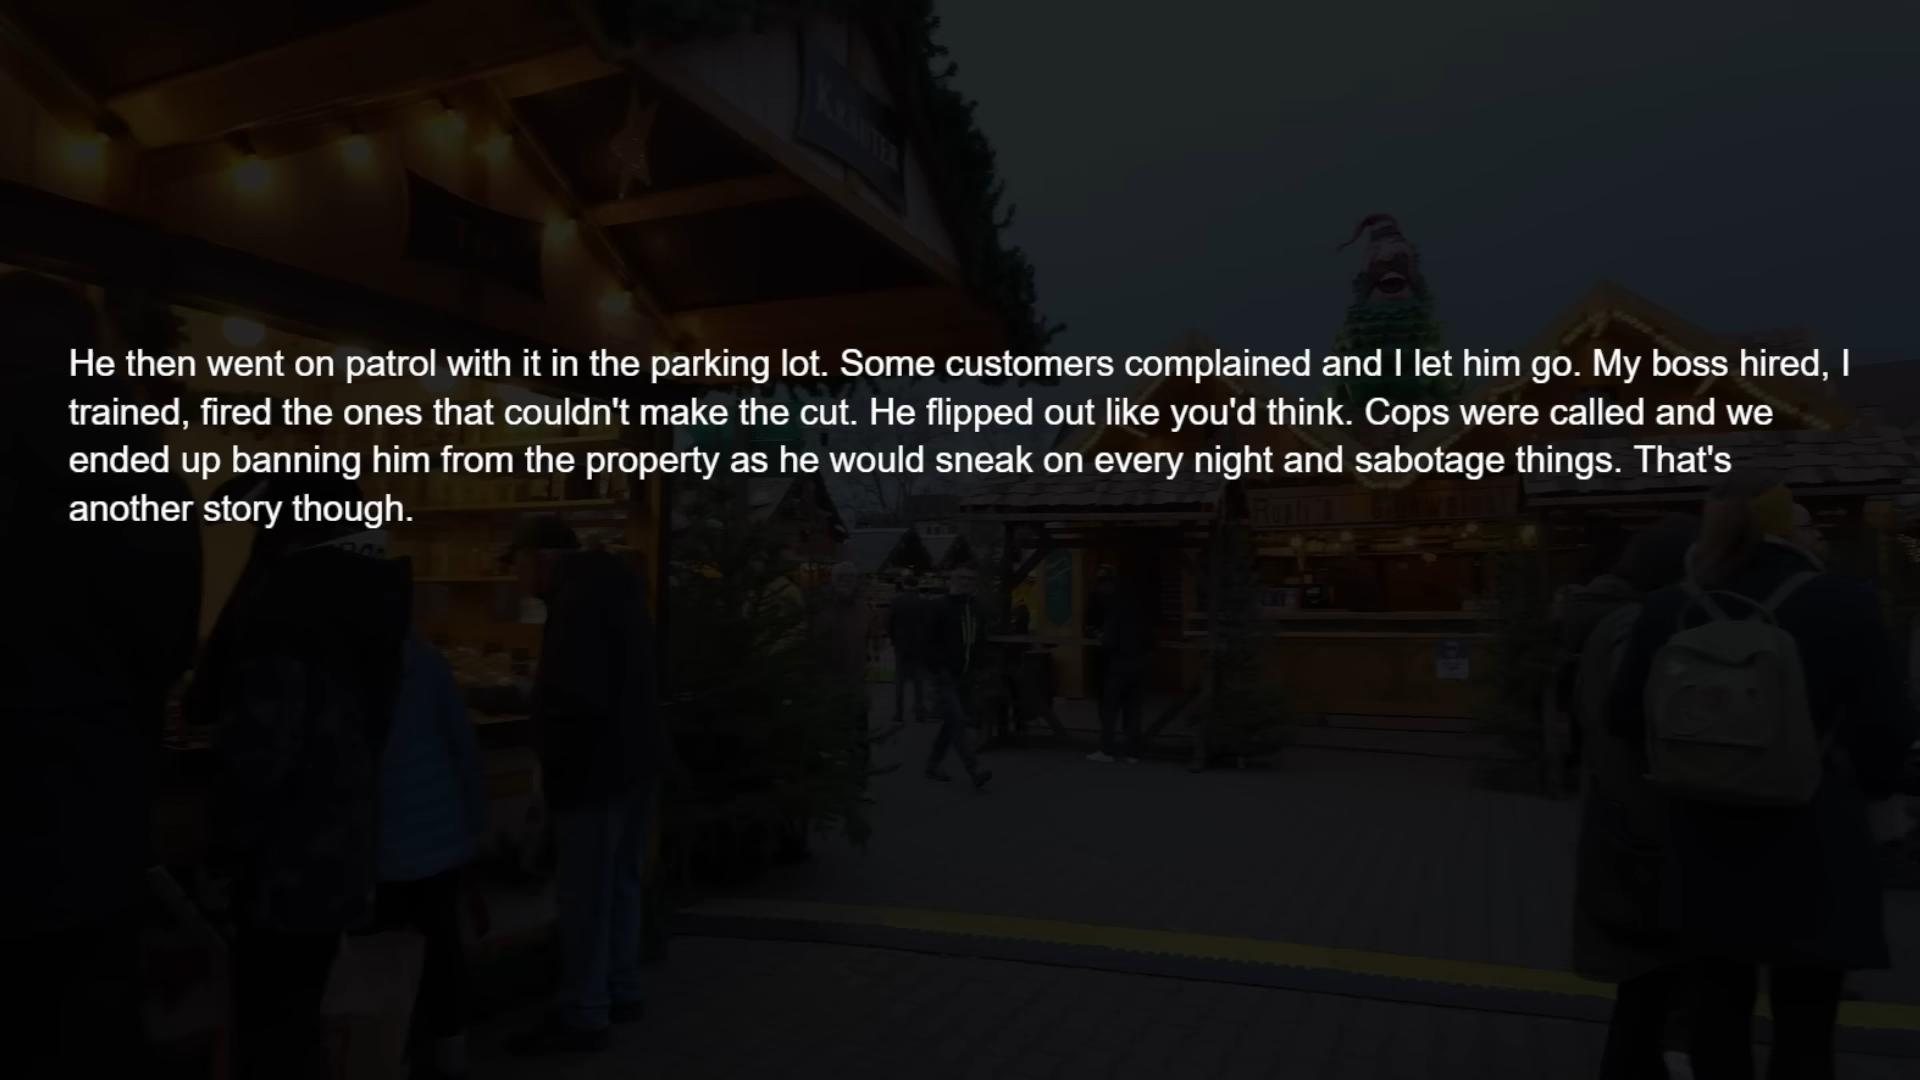 KRÄUTER
He then went on patrol with it in the parking lot. Some customers complained and I let him go. My boss hired, I
trained, fired the ones that couldn't make the cut. He flipped out like you'd think. Cops were called and we
ended up banning him from the property as he would sneak on every night and sabotage things. That's
another story though.